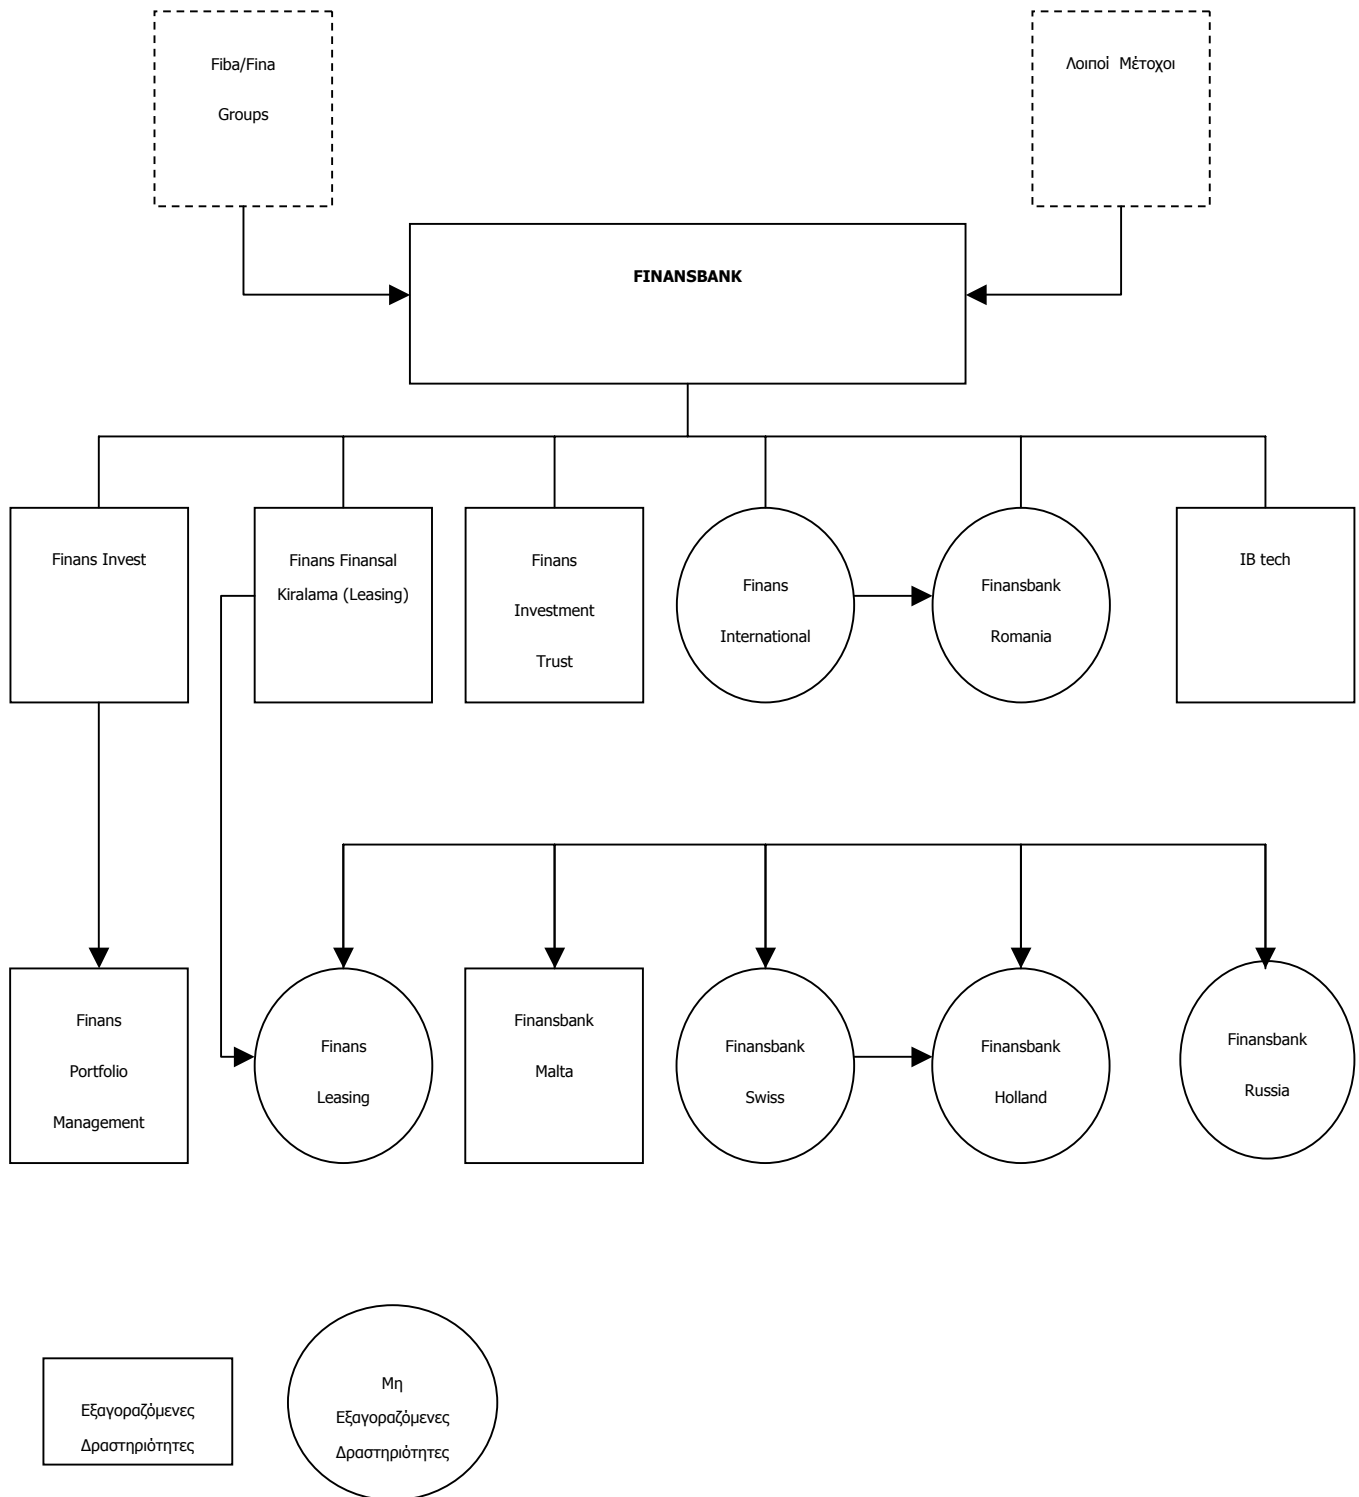 Fiba/Fina
Groups
Λοιποί Μέτοχοι
FINANSBANK
Finans Invest
Finans Finansal
Kiralama (Leasing)
Finans
Investment
Trust
Finans
International
Finansbank
Romania
IB tech
Finans
Portfolio
Management
Finans
Leasing
Finansbank
Malta
Finansbank
Swiss
Finansbank
Holland
Finansbank
Russia
Εξαγοραζόμενες
Δραστηριότητες
Μη
Εξαγοραζόμενες
Δραστηριότητες